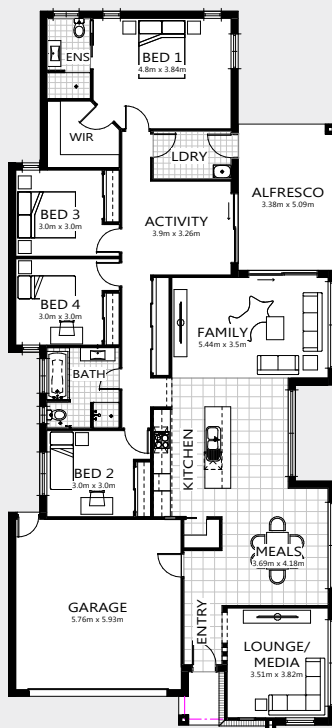 BED 1
4.8m x 3.84m
ENS
WIR
LDRY
ALFRESCO
3.38m x 5.09m
BED 3
3.0m x 3.0m
ACTIVITY
3.9m x 3.26m
BED 4
3.0m x 3.0m
FAMILY
5.44m x 3.5m
BATH
KITCHEN
BED 2
3.0m x 3.0m
MEALS
3.69m x 4.18m
GARAGE
5.76m x 5.93m
ENTRY
LOUNGE/
MEDIA
3.51m x 3.82m